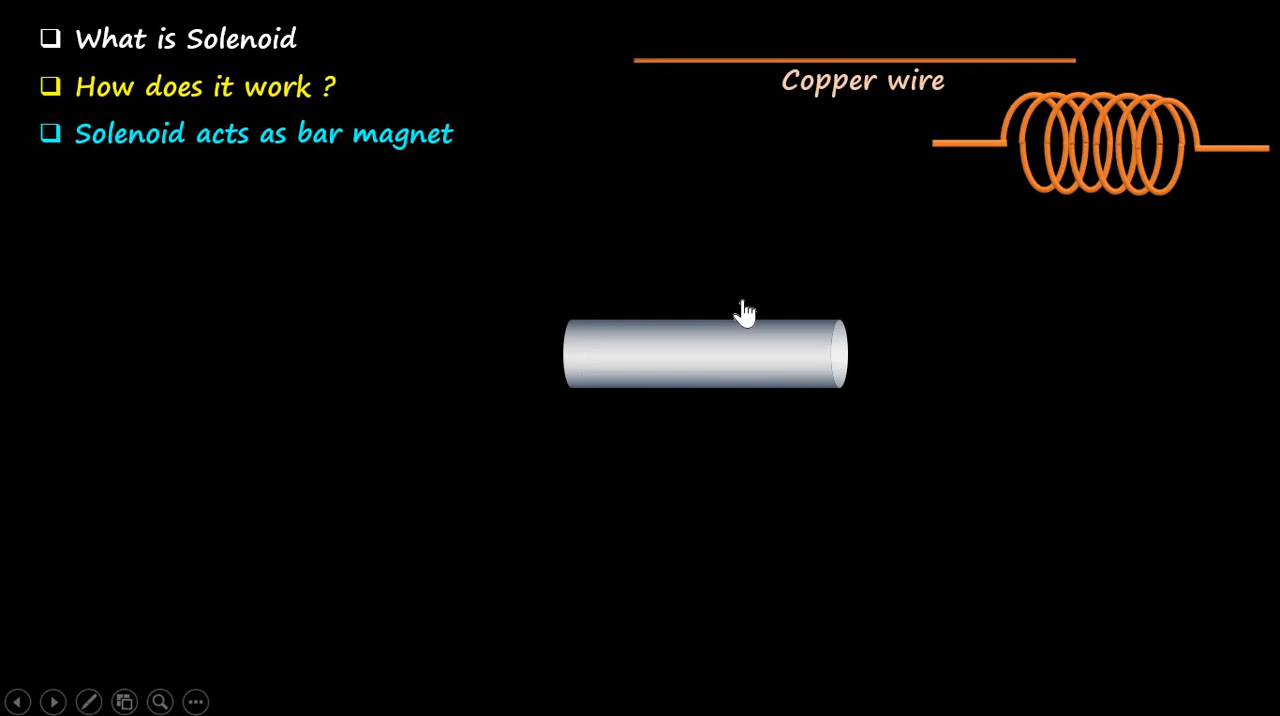 What is Solenoid
How does it work ?
Solenoid acts as bar magnet
Copper wire